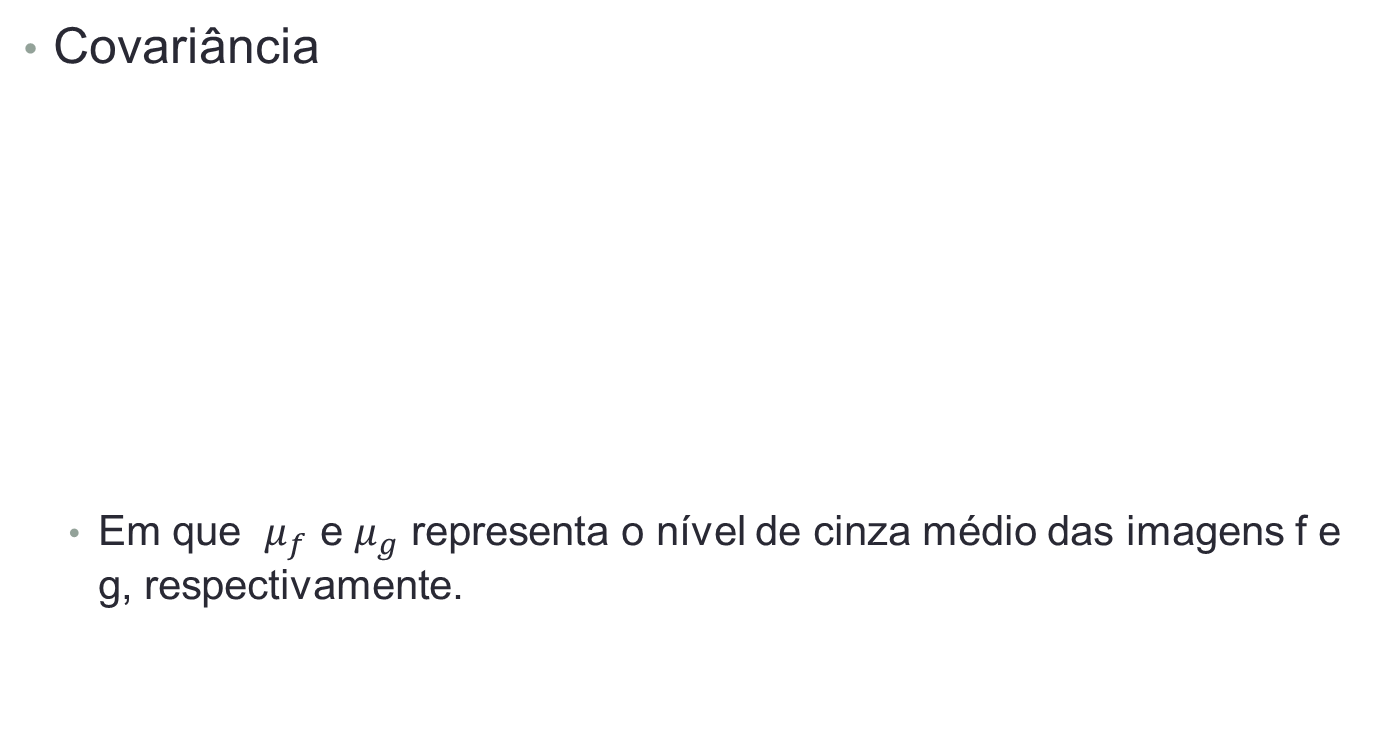 • Covariância
• Em que μ_f e μ_g representa o nível de cinza médio das imagens f e
g, respectivamente.